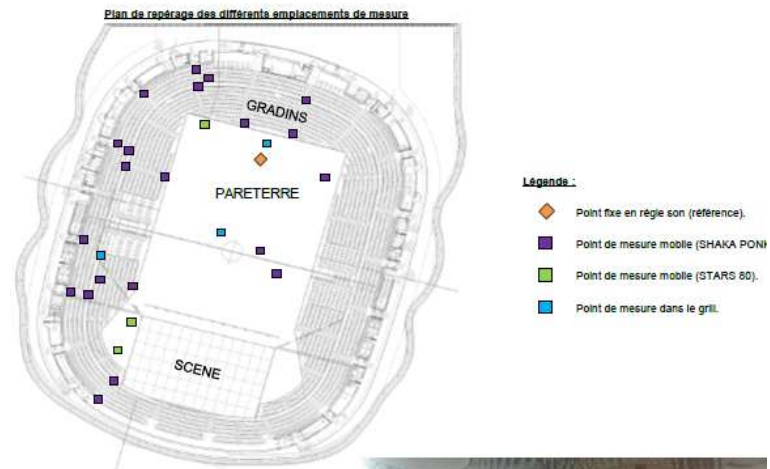 Plan de repérage des différents emplacements de mesure
GRADINS
PARETERRE
SCENE
Légende :
Point fixe en régie son (référence).
Point de mesure mobile (SHAKA PONK
Point de mesure mobile (STARS 80).
Point de mesure dans le grill.